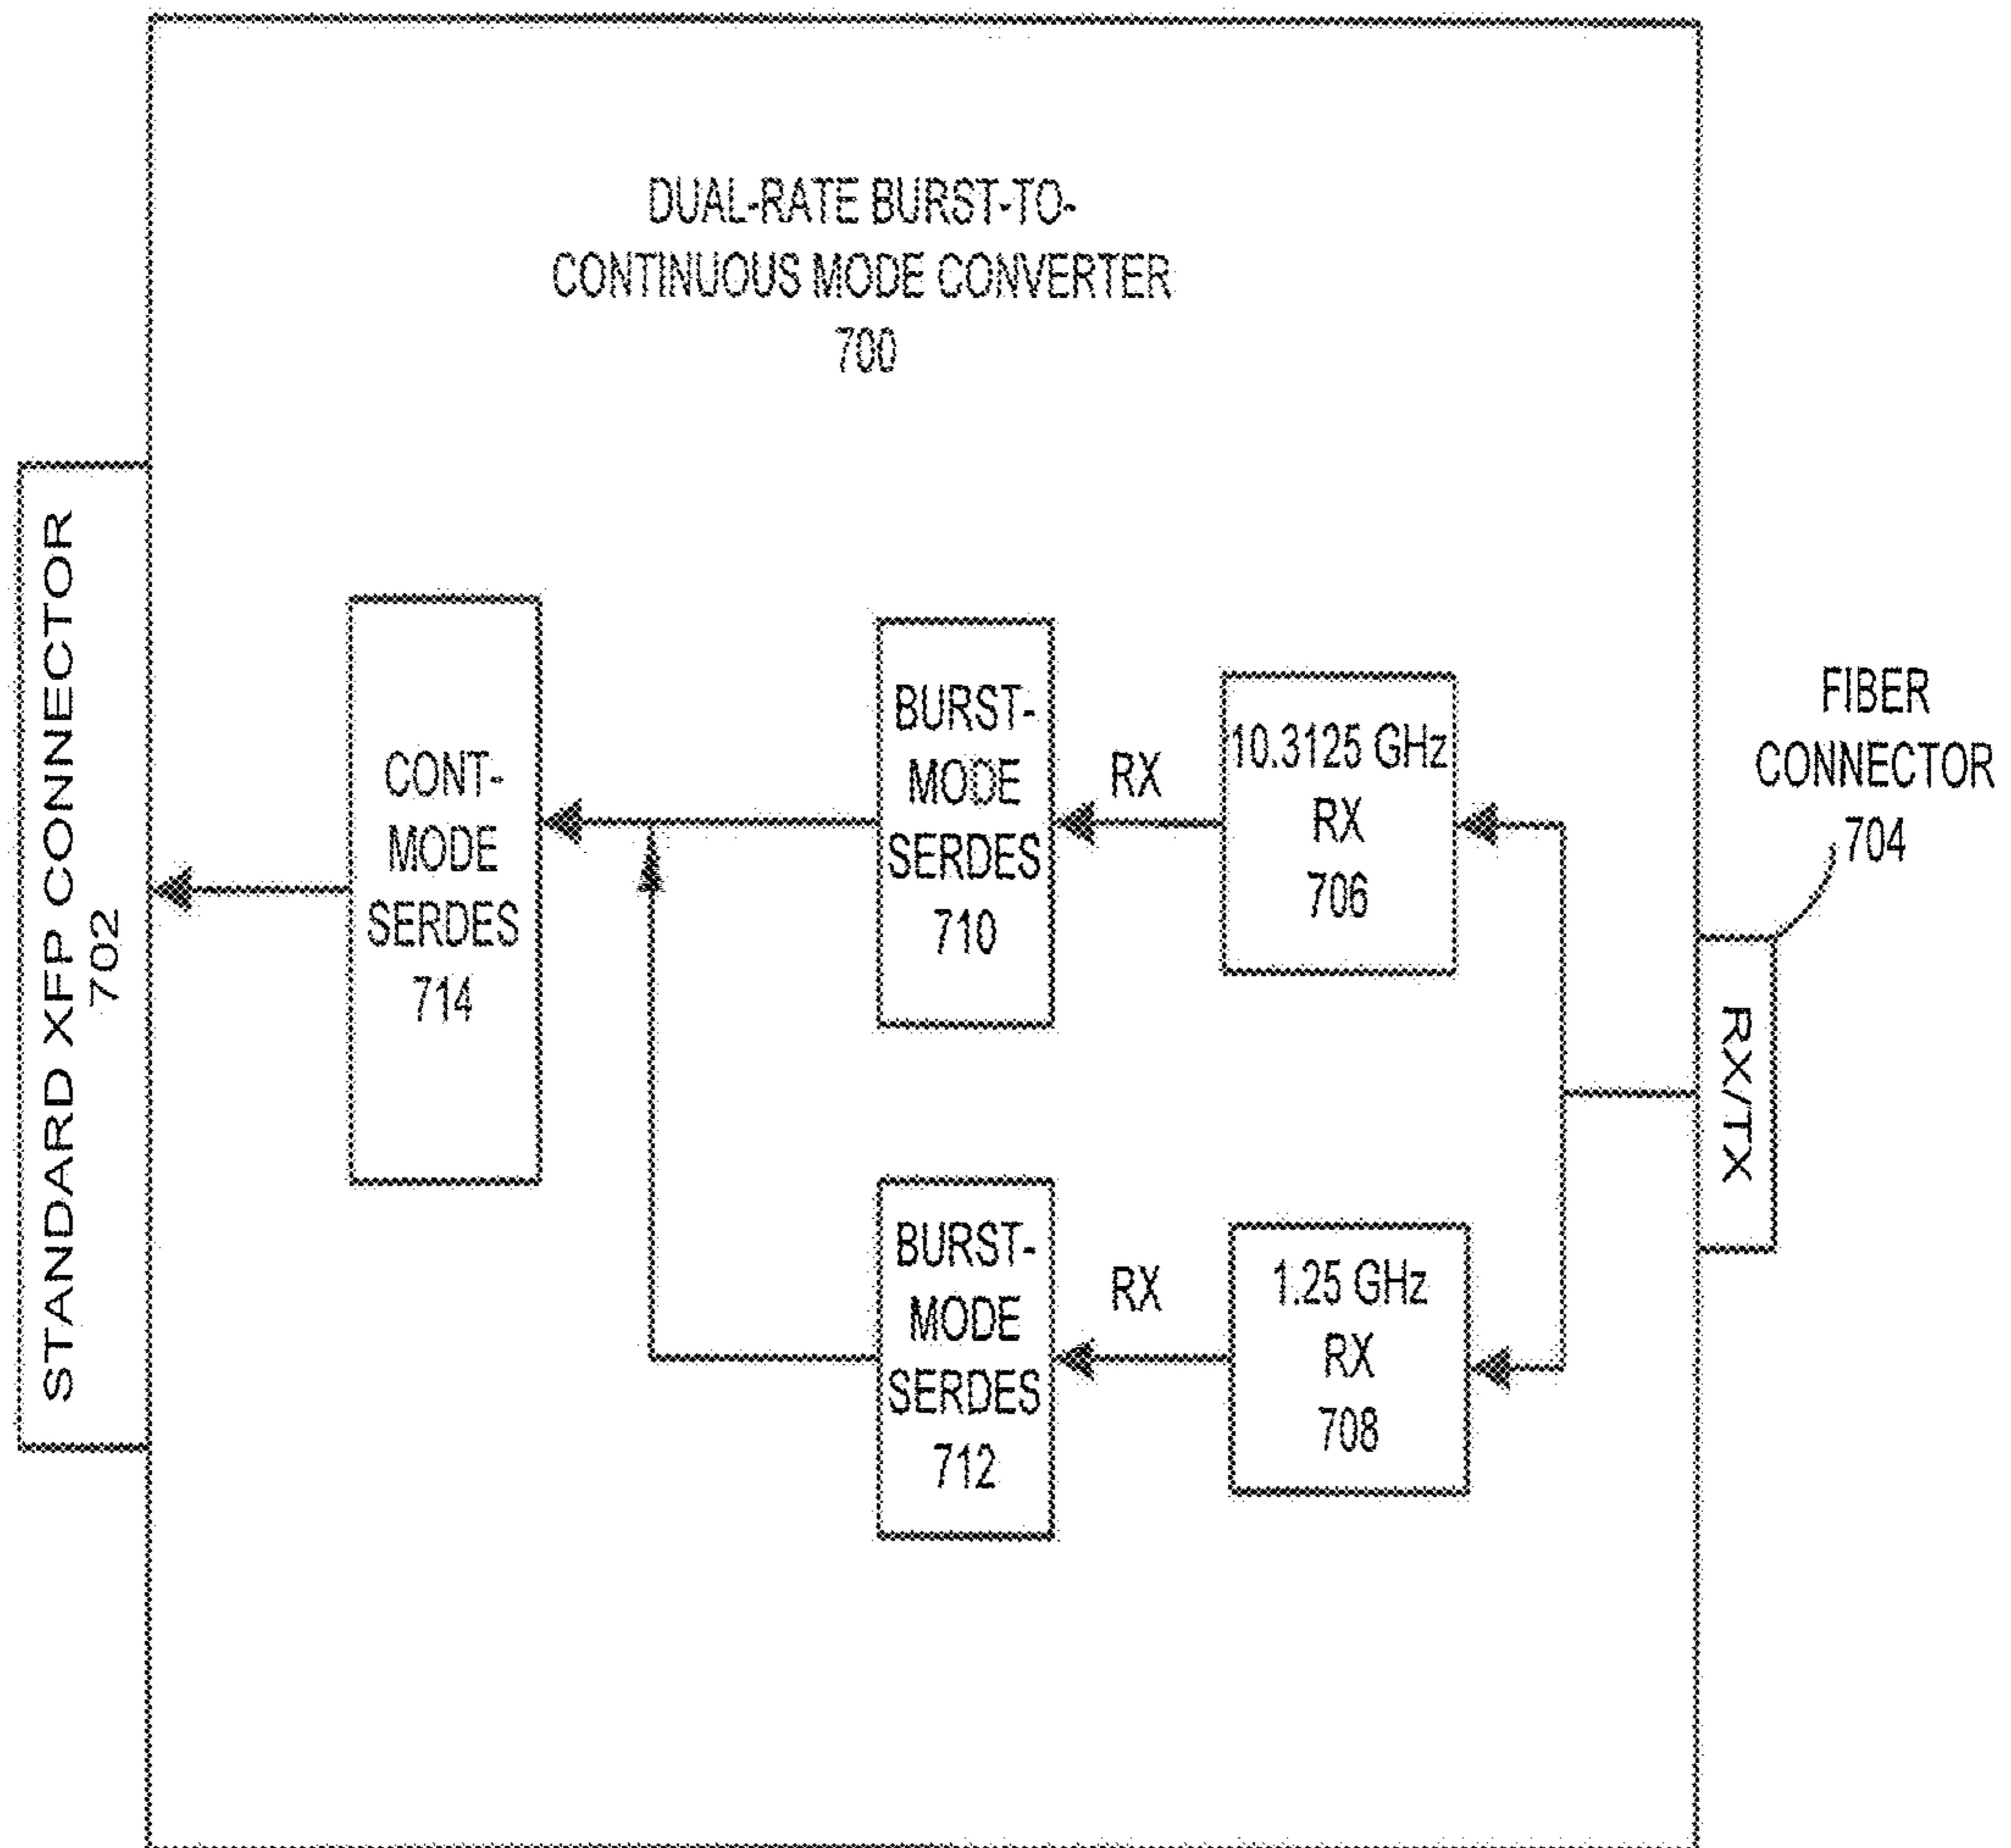 DUAL-RATE BURST-TO-
CONTINUOUS MODE CONVERTER
700
STANDARD XFP CONNECTOR
702
CONT-
MODE
SERDES
714
BURST-
MODE
SERDES
710
RX
10.3125 GHz
RX
706
FIBER
CONNECTOR
704
RX/TX
BURST-
MODE
SERDES
712
RX
1.25 GHz
RX
708